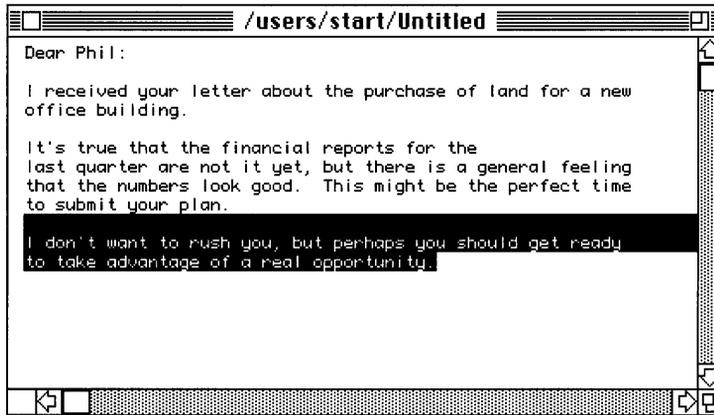 /users/start/Untitled
Dear Phil:
I received your letter about the purchase of land for a new
office building.
It's true that the financial reports for the
last quarter are not it yet, but there is a general feeling
that the numbers look good.  This might be the perfect time
to submit your plan.
I don't want to rush you, but perhaps you should get ready
to take advantage of a real opportunity.